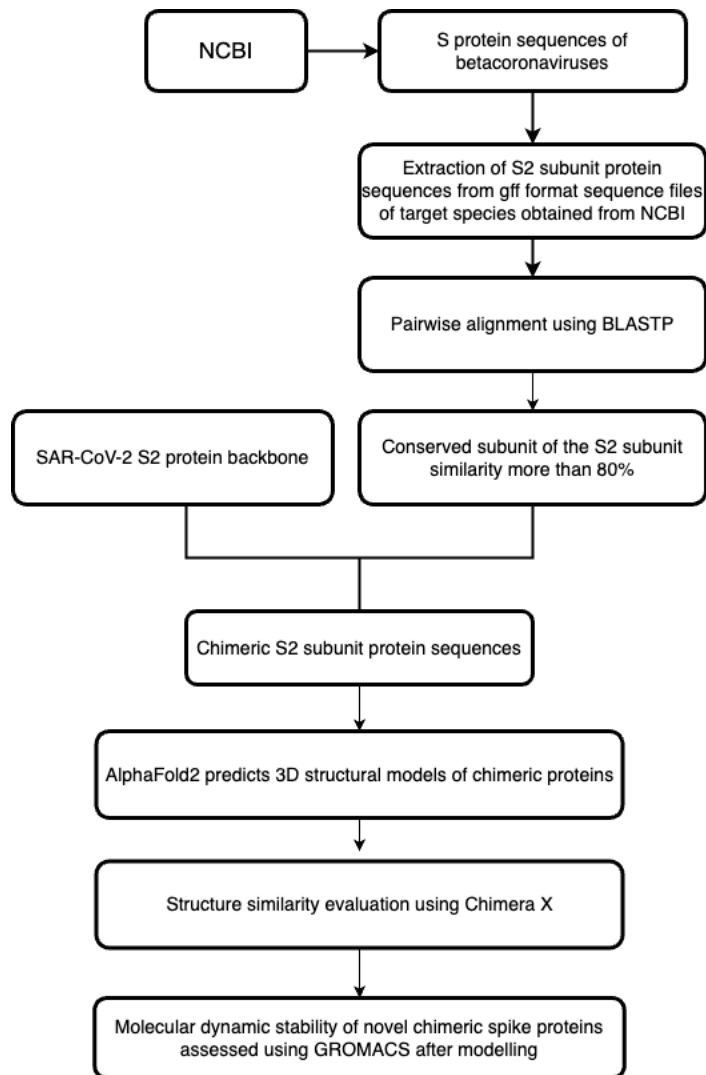 NCBI
S protein sequences of
betacoronaviruses
Extraction of S2 subunit protein
sequences from gff format sequence files
of target species obtained from NCBI
Pairwise alignment using BLASTP
SAR-CoV-2 S2 protein backbone
Conserved subunit of the S2 subunit
similarity more than 80%
Chimeric S2 subunit protein sequences
AlphaFold2 predicts 3D structural models of chimeric proteins
Structure similarity evaluation using Chimera X
Molecular dynamic stability of novel chimeric spike proteins
assessed using GROMACS after modelling